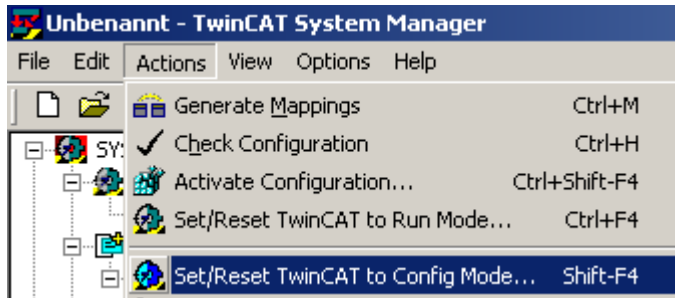 Unbenannt - TwinCAT System Manager
File Edit Actions View Options Help
Generate Mappings Ctrl+M
SY
Check Configuration Ctrl+H
Activate Configuration... Ctrl+Shift-F4
Set/Reset TwinCAT to Run Mode... Ctrl+F4
Set/Reset TwinCAT to Config Mode... Shift-F4